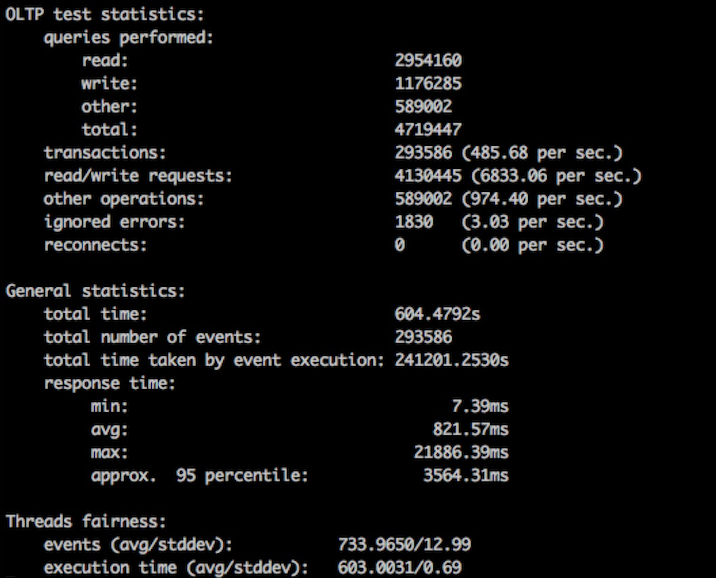 OLTP test statistics:
queries performed:
read: 2954160
write: 1176285
other: 589002
total: 4719447
transactions: 293586 (485.68 per sec.)
read/write requests: 4130445 (6833.06 per sec.)
other operations: 589002 (974.40 per sec.)
ignored errors: 1830 (3.03 per sec.)
reconnects: 0 (0.00 per sec.)
General statistics:
total time: 604.4792s
total number of events: 293586
total time taken by event execution: 241201.2530s
response time:
min: 7.39ms
avg: 821.57ms
max: 21886.39ms
approx. 95 percentile: 3564.31ms
Threads fairness:
events (avg/stddev): 733.9650/12.99
execution time (avg/stddev): 603.0031/0.69